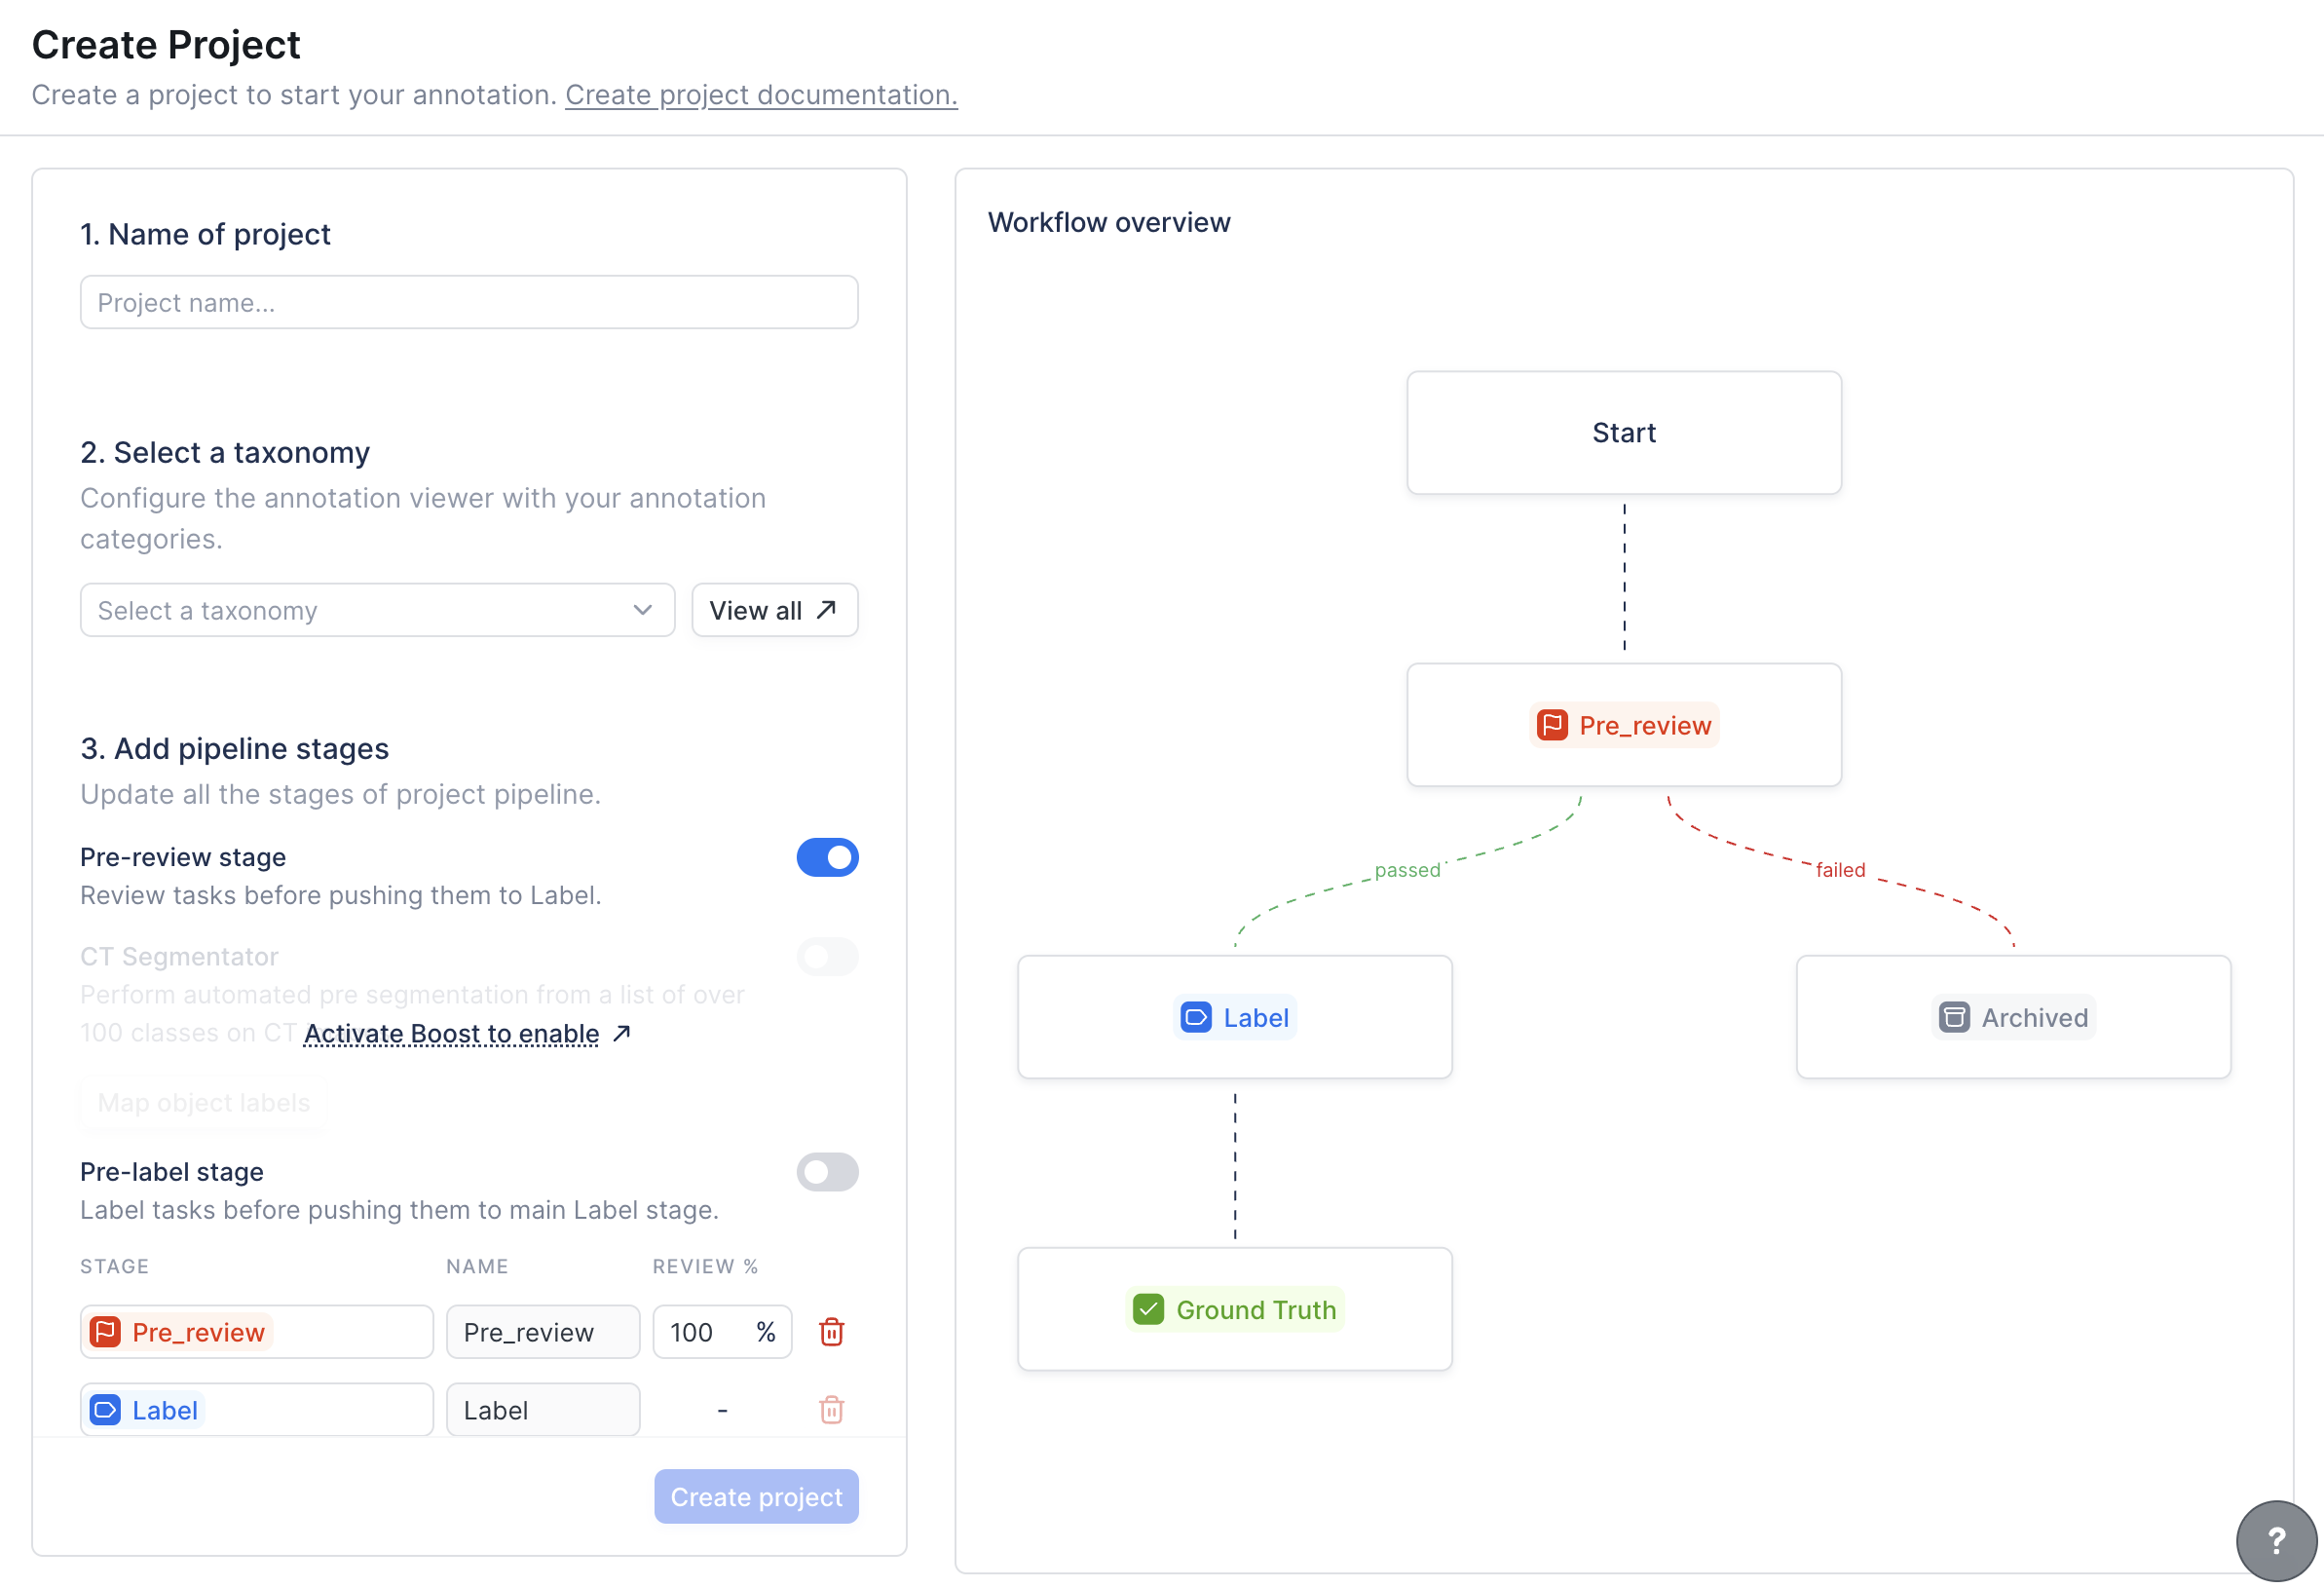 Create Project
Create a project to start your annotation. Create project documentation.
1. Name of project
Project name...
2. Select a taxonomy
Configure the annotation viewer with your annotation
categories.
Select a taxonomy
View all
3. Add pipeline stages
Update all the stages of project pipeline.
Pre-review stage
Review tasks before pushing them to Label.
CT Segmentator
Perform automated pre segmentation from a list of over
100 classes on CT
Activate Boost to enable
Map object labels
Pre-label stage
Label tasks before pushing them to main Label stage.
STAGE NAME REVIEW %
Pre_review Pre_review 100 %
Label Label -
Create project
Workflow overview
Start
Pre_review
passed failed
Label Archived
Ground Truth
?